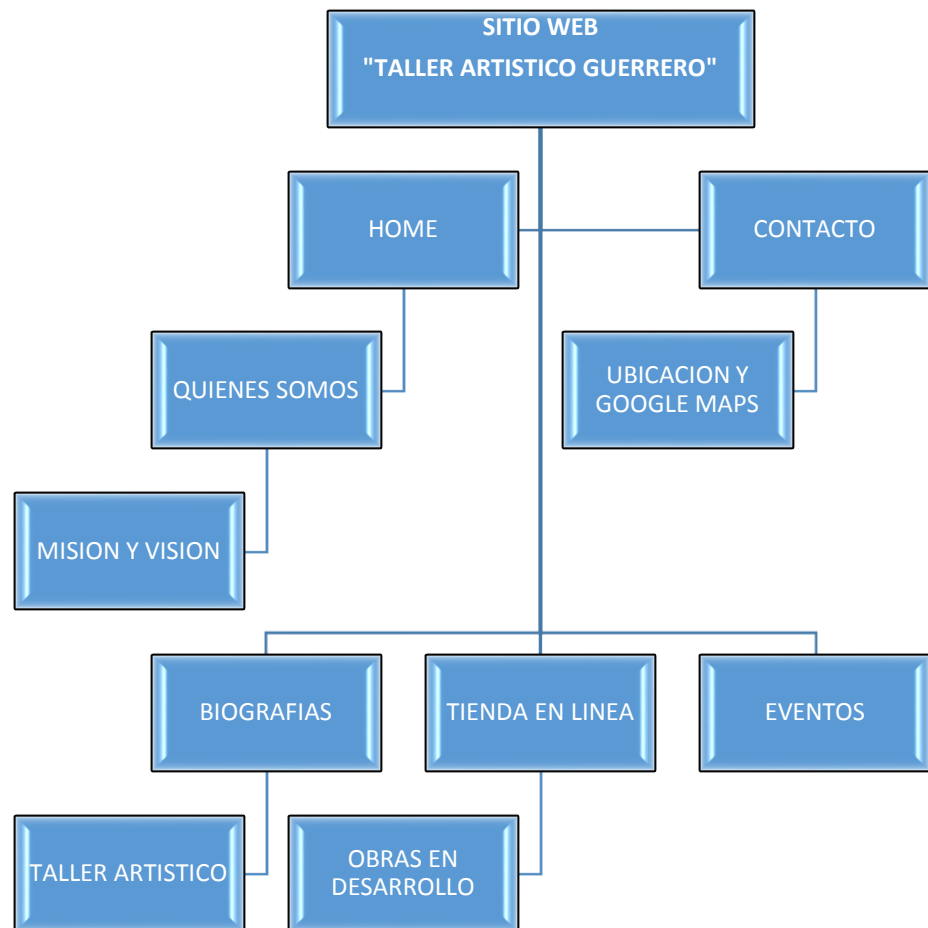 SITIO WEB
"TALLER ARTISTICO GUERRERO"
HOME
CONTACTO
QUIENES SOMOS
UBICACION Y
GOOGLE MAPS
MISION Y VISION
BIOGRAFIAS
TIENDA EN LINEA
EVENTOS
TALLER ARTISTICO
OBRAS EN
DESARROLLO